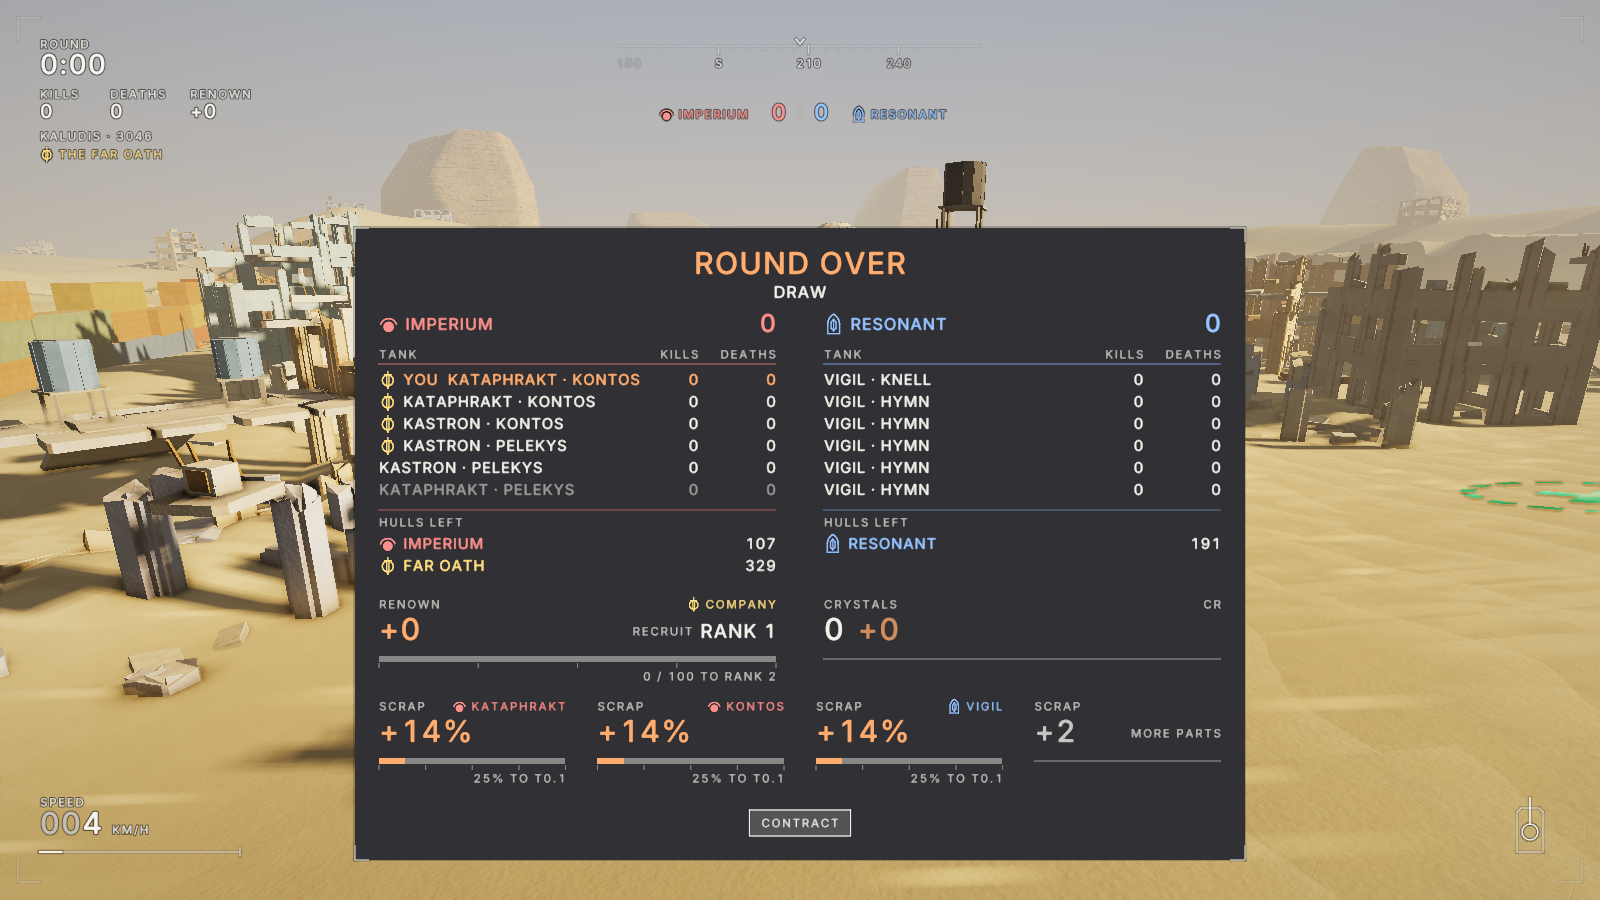 ROUND
0:00
KILLS DEATHS RENOWN
0 0 +0
KALUDIS · 3046
THE FAR OATH
150 S 210 240
IMPERIUM 0 0 RESONANT
ROUND OVER
DRAW
IMPERIUM 0
TANK KILLS DEATHS
YOU KATAPHRAKT · KONTOS 0 0
KATAPHRAKT · KONTOS 0 0
KASTRON · KONTOS 0 0
KASTRON · PELEKYS 0 0
KASTRON · PELEKYS 0 0
KATAPHRAKT · PELEKYS 0 0
HULLS LEFT
IMPERIUM 107
FAR OATH 329
RESONANT 0
TANK KILLS DEATHS
VIGIL · KNELL 0 0
VIGIL · HYMN 0 0
VIGIL · HYMN 0 0
VIGIL · HYMN 0 0
VIGIL · HYMN 0 0
VIGIL · HYMN 0 0
HULLS LEFT
RESONANT 191
RENOWN COMPANY
+0 RECRUIT RANK 1
0 / 100 TO RANK 2
CRYSTALS CR
0 +0
SCRAP KATAPHRAKT
+14%
25% TO T0.1
SCRAP KONTOS
+14%
25% TO T0.1
SCRAP VIGIL
+14%
25% TO T0.1
SCRAP
+2 MORE PARTS
CONTRACT
SPEED
004 KM/H